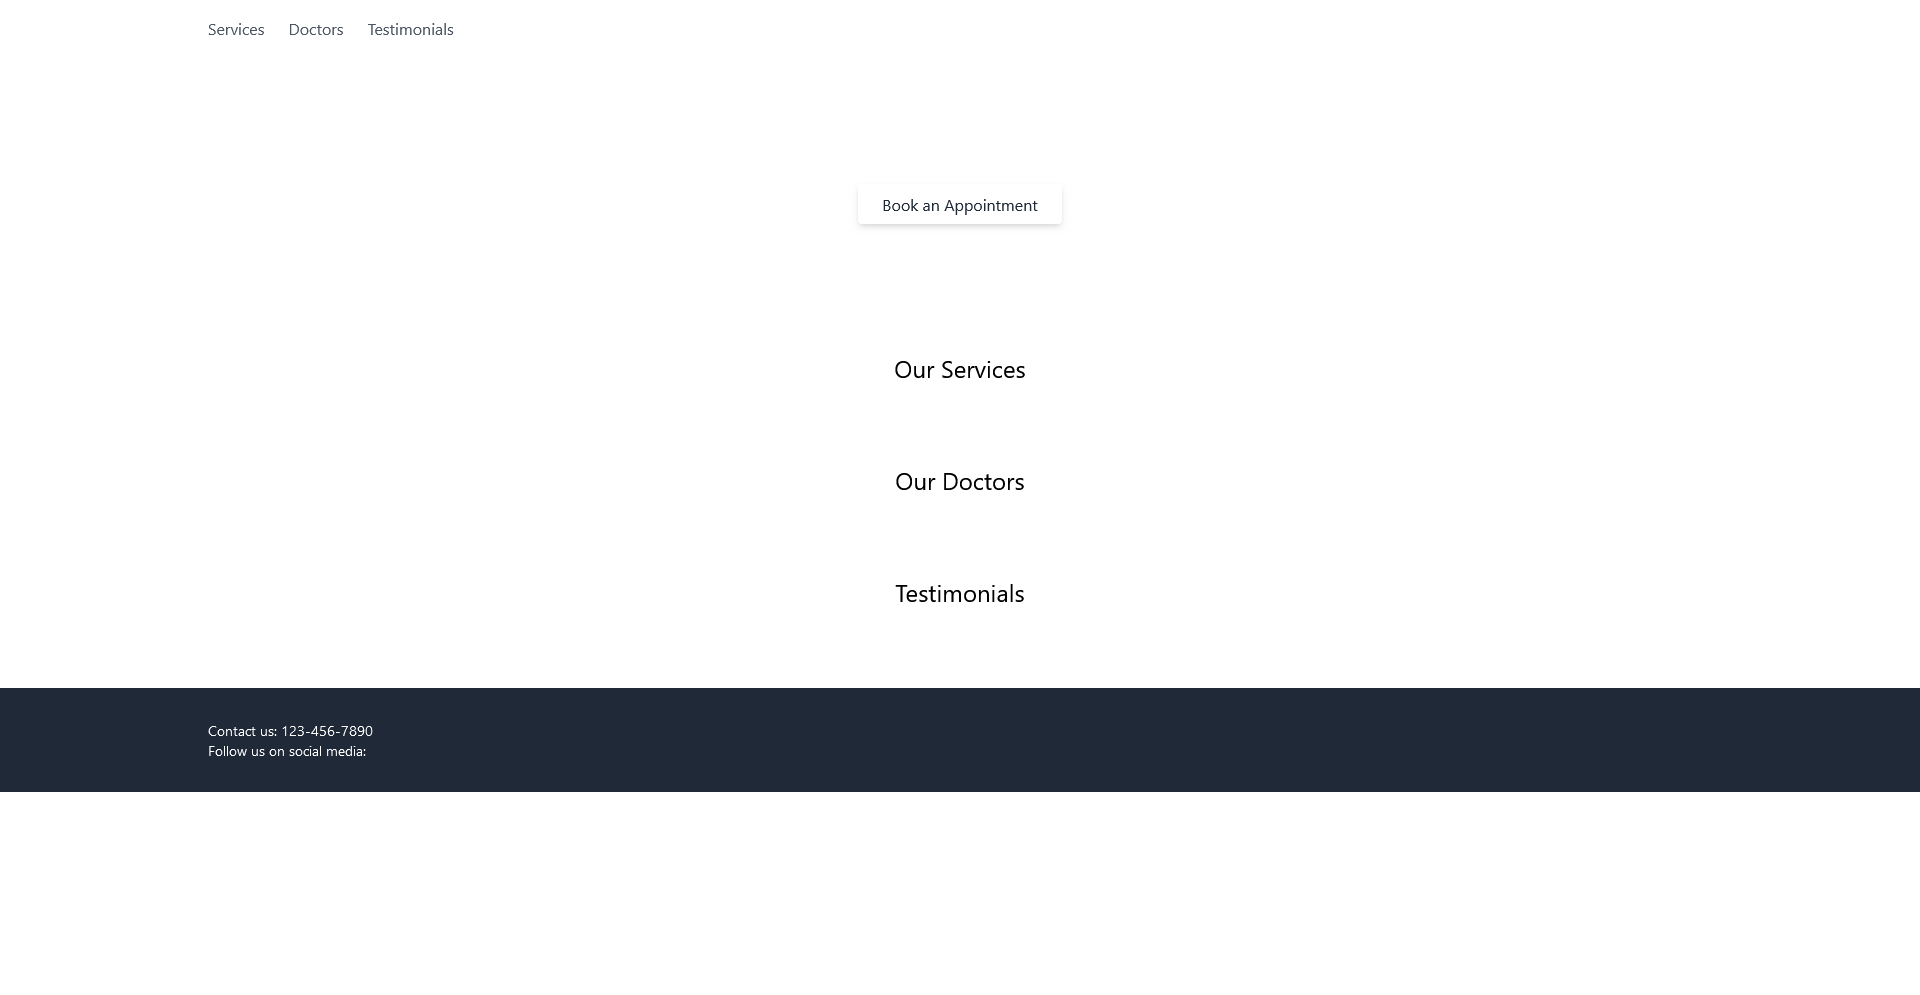 Services Doctors Testimonials
Book an Appointment
Our Services
Our Doctors
Testimonials
Contact us: 123-456-7890
Follow us on social media: